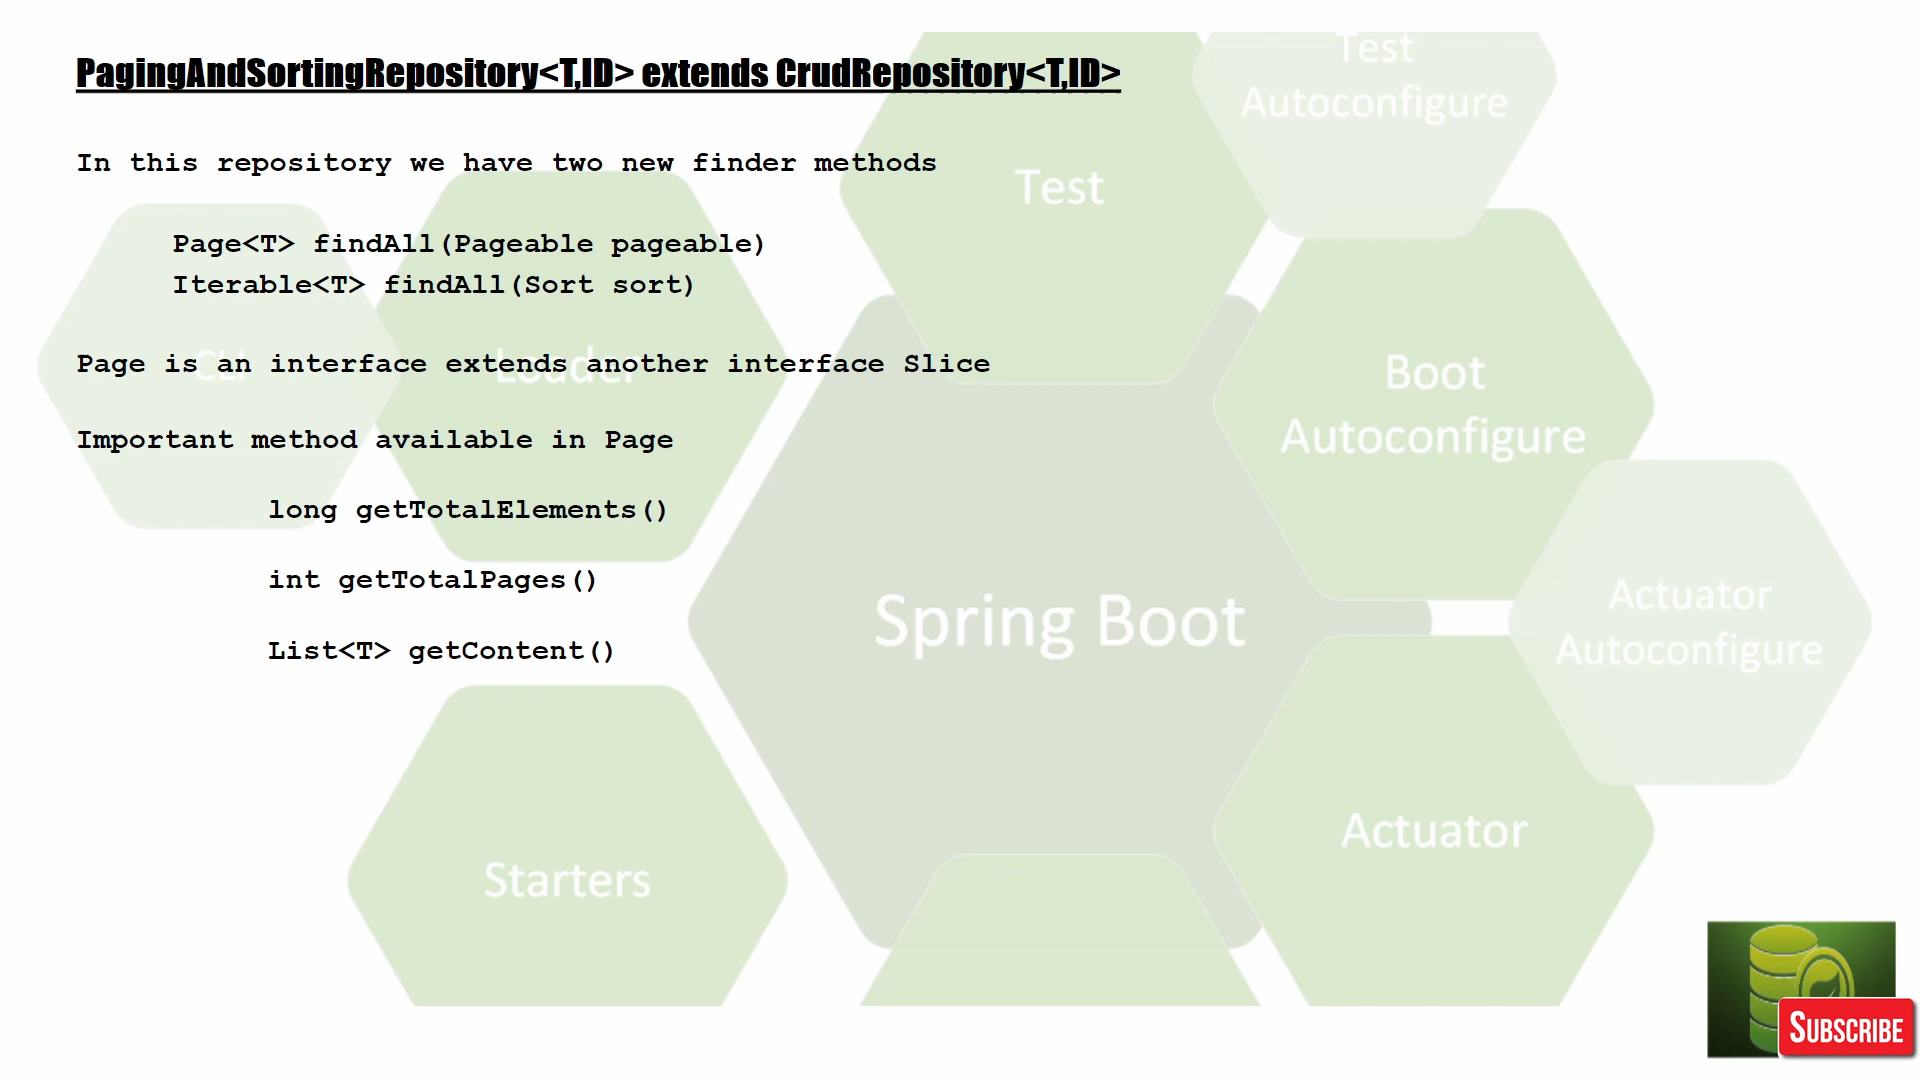 PagingAndSortingRepository<T,ID> extends CrudRepository<T,ID>
In this repository we have two new finder methods
Page<T> findAll(Pageable pageable)
Iterable<T> findAll(Sort sort)
Page is an interface extends another interface Slice
Important method available in Page
long getTotalElements()
int getTotalPages()
List<T> getContent()
Test
Autoconfigure
Test
CLI
Loader
Boot
Autoconfigure
Spring Boot
Actuator
Autoconfigure
Actuator
Starters
SUBSCRIBE